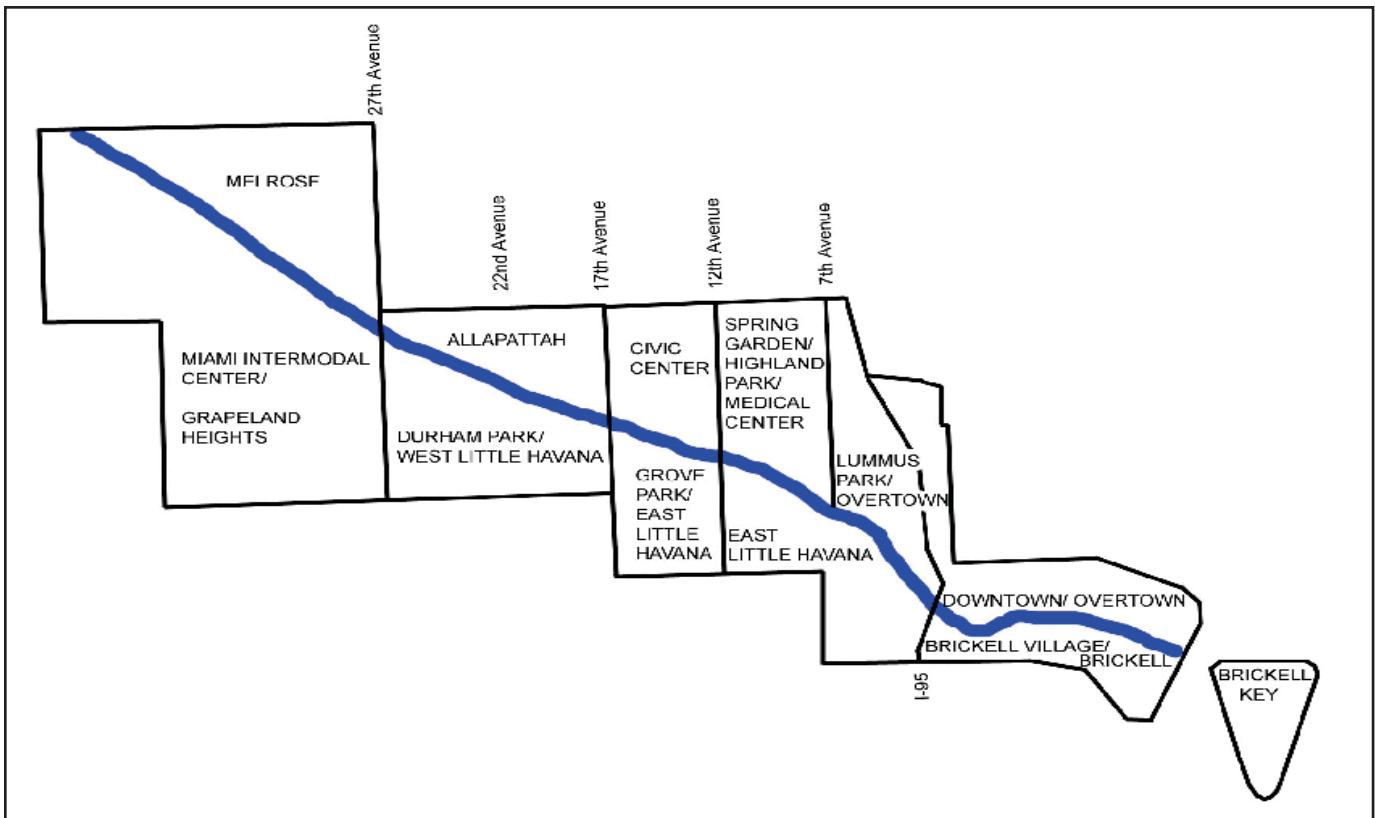 27th Avenue
22nd Avenue
17th Avenue
12th Avenue
7th Avenue
MELROSE
MIAMI INTERMODAL
CENTER/
GRAPELAND
HEIGHTS
ALLAPATTAH
DURHAM PARK/
WEST LITTLE HAVANA
CIVIC
CENTER
GROVE
PARK/
EAST
LITTLE
HAVANA
SPRING
GARDEN/
HIGHLAND
PARK/
MEDICAL
CENTER
EAST
LITTLE HAVANA
LUMMUS
PARK/
OVERTOWN
DOWNTOWN/ OVERTOWN
BRICKELL VILLAGE/
BRICKELL
I-95
BRICKELL
KEY